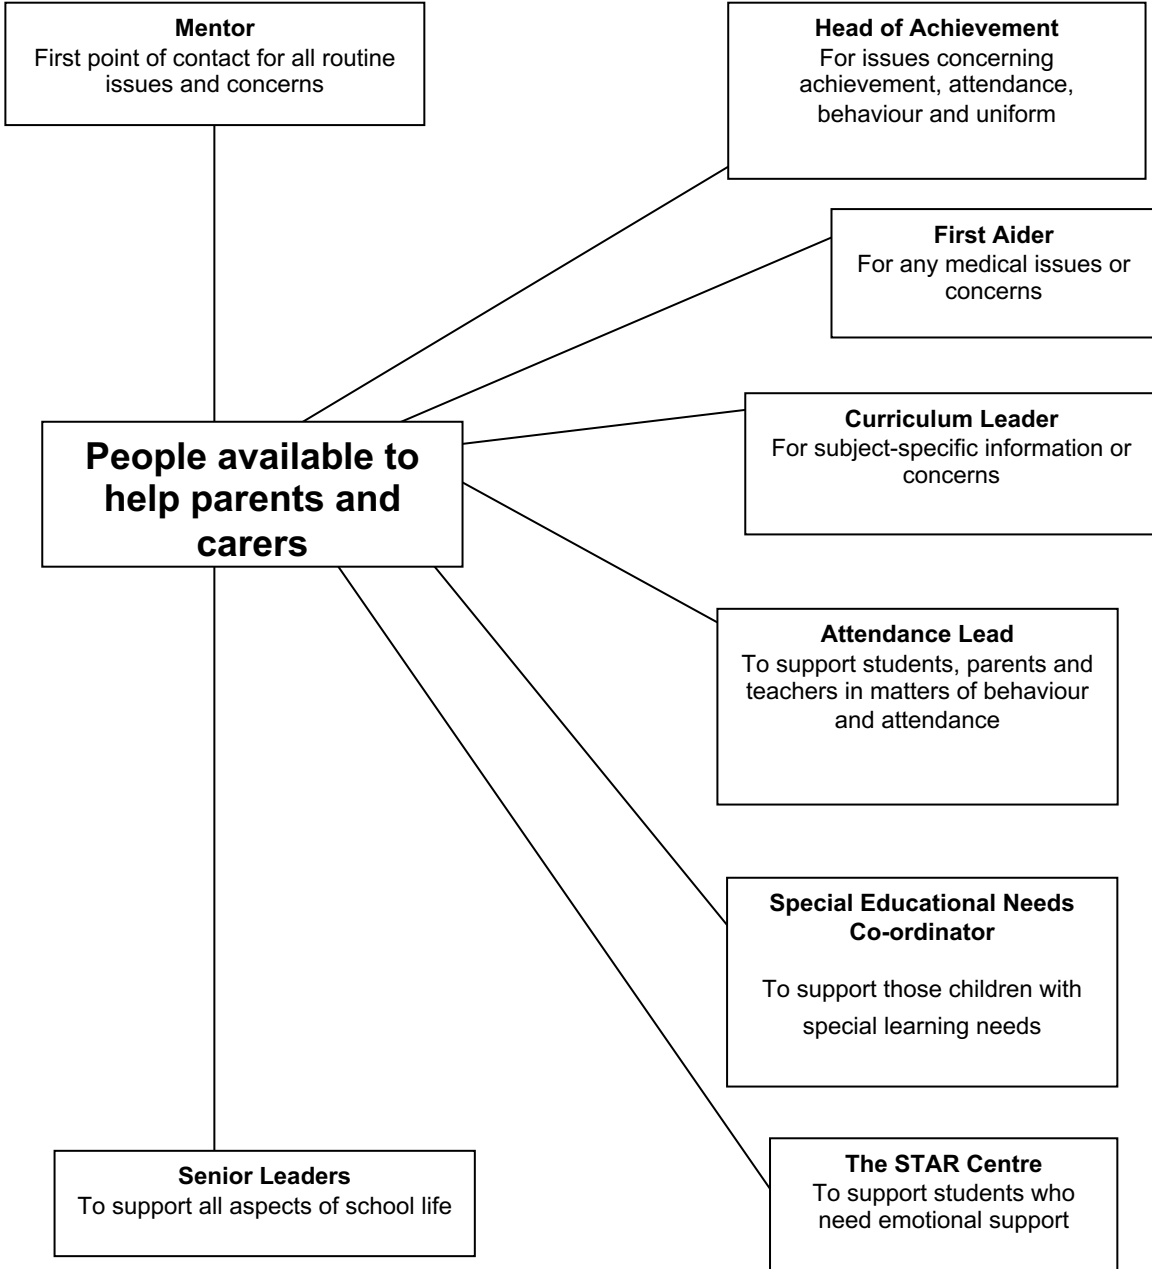 Mentor
First point of contact for all routine
issues and concerns
Head of Achievement
For issues concerning
achievement, attendance,
behaviour and uniform
First Aider
For any medical issues or
concerns
Curriculum Leader
For subject-specific information or
concerns
People available to
help parents and
carers
Attendance Lead
To support students, parents and
teachers in matters of behaviour
and attendance
Special Educational Needs
Co-ordinator
To support those children with
special learning needs
The STAR Centre
To support students who
need emotional support
Senior Leaders
To support all aspects of school life